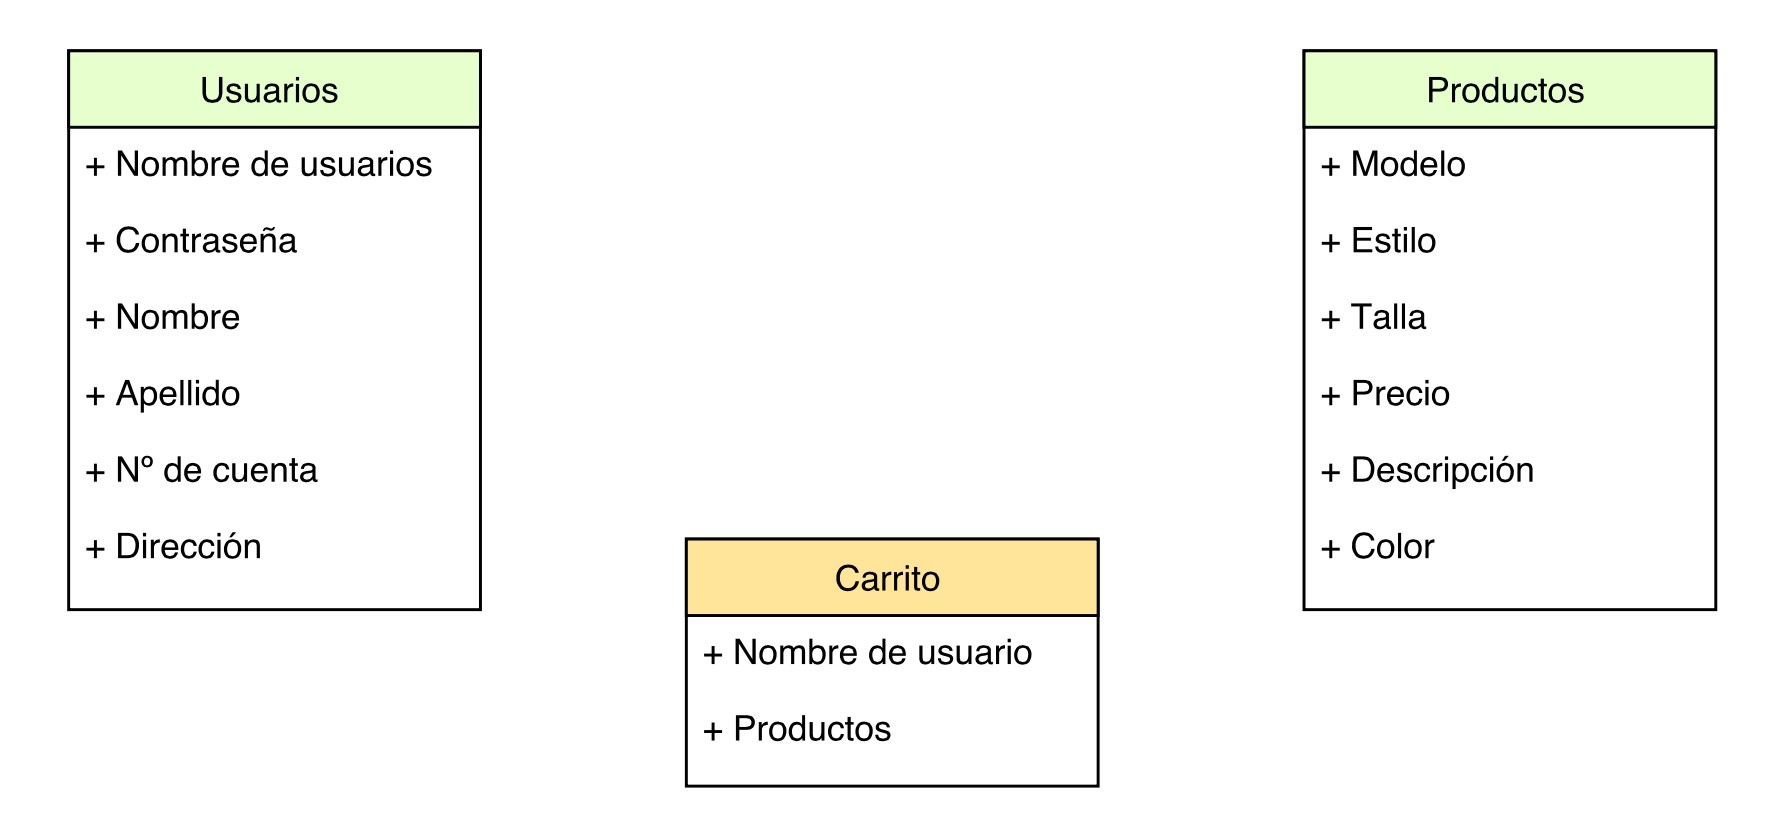 Usuarios
+ Nombre de usuarios
+ Contraseña
+ Nombre
+ Apellido
+ Nº de cuenta
+ Dirección
Carrito
+ Nombre de usuario
+ Productos
Productos
+ Modelo
+ Estilo
+ Talla
+ Precio
+ Descripción
+ Color